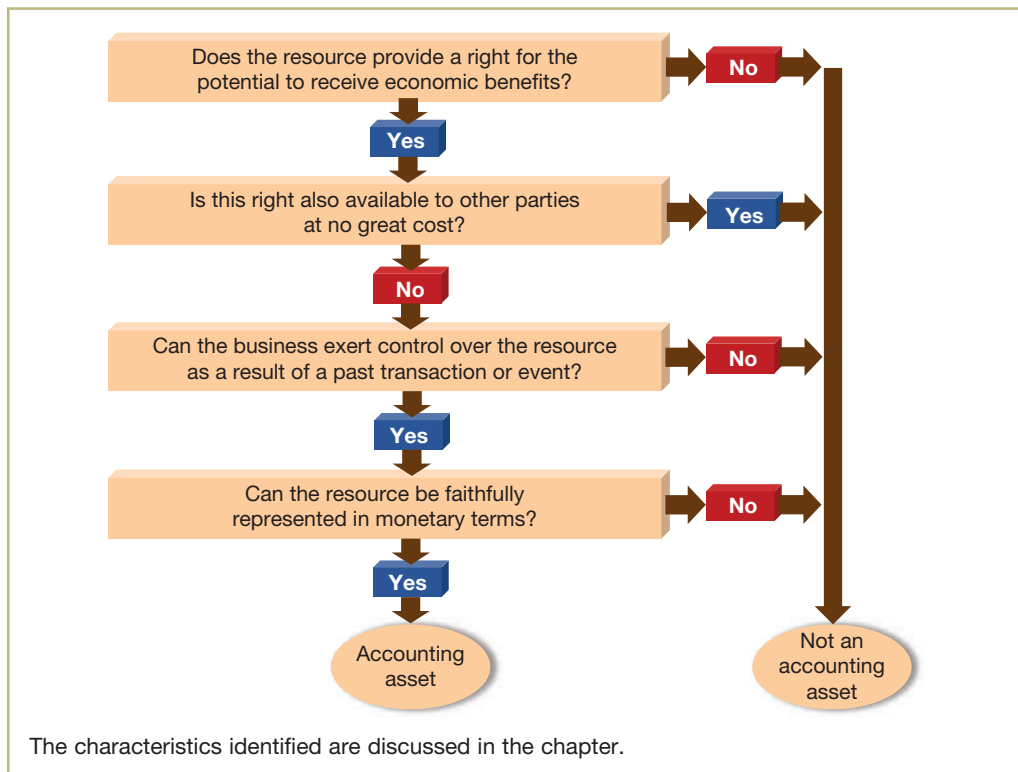 Does the resource provide a right for the
potential to receive economic benefits?
No
Yes
Is this right also available to other parties
at no great cost?
Yes
No
Can the business exert control over the resource
as a result of a past transaction or event?
No
Yes
Can the resource be faithfully
represented in monetary terms?
No
Yes
Accounting
asset
Not an
accounting
asset
The characteristics identified are discussed in the chapter.